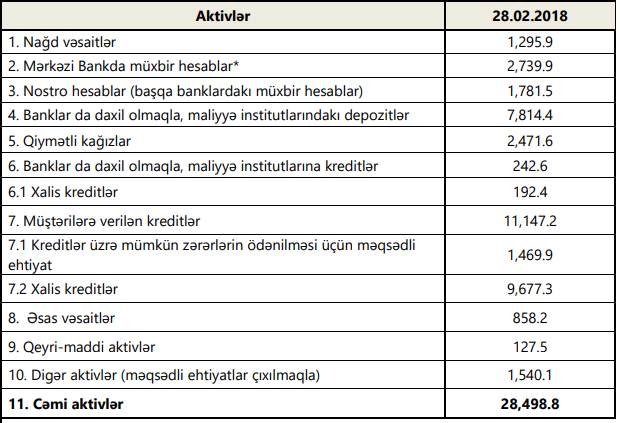 Aktivlər 28.02.2018
1. Nağd vəsaitlər 1,295.9
2. Mərkəzi Bankda müxbir hesablar* 2,739.9
3. Nostro hesablar (başqa banklardakı müxbir hesablar) 1,781.5
4. Banklar da daxil olmaqla, maliyyə institutlarındakı depozitlər 7,814.4
5. Qiymətli kağızlar 2,471.6
6. Banklar da daxil olmaqla, maliyyə institutlarına kreditlər 242.6
6.1 Xalis kreditlər 192.4
7. Müştərilərə verilən kreditlər 11,147.2
7.1 Kreditlər üzrə mümkün zərərlərin ödənilməsi üçün məqsədli
ehtiyat 1,469.9
7.2 Xalis kreditlər 9,677.3
8. Əsas vəsaitlər 858.2
9. Qeyri-maddi aktivlər 127.5
10. Digər aktivlər (məqsədli ehtiyatlar çıxılmaqla) 1,540.1
11. Cəmi aktivlər 28,498.8